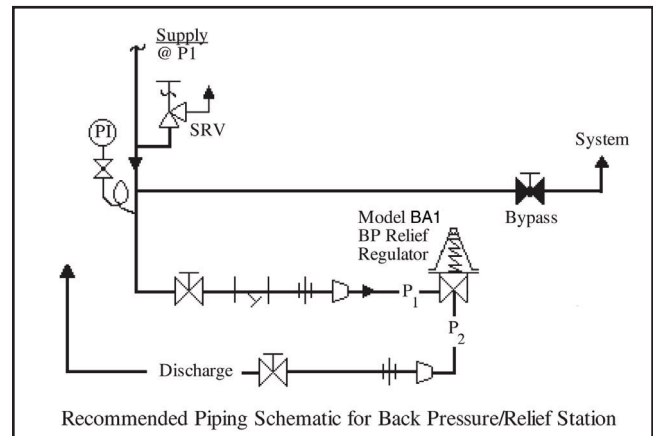 Supply
@ P1
SRV
PI
System
Bypass
Model BA1
BP Relief
Regulator
P1
P2
Discharge
Recommended Piping Schematic for Back Pressure/Relief Station